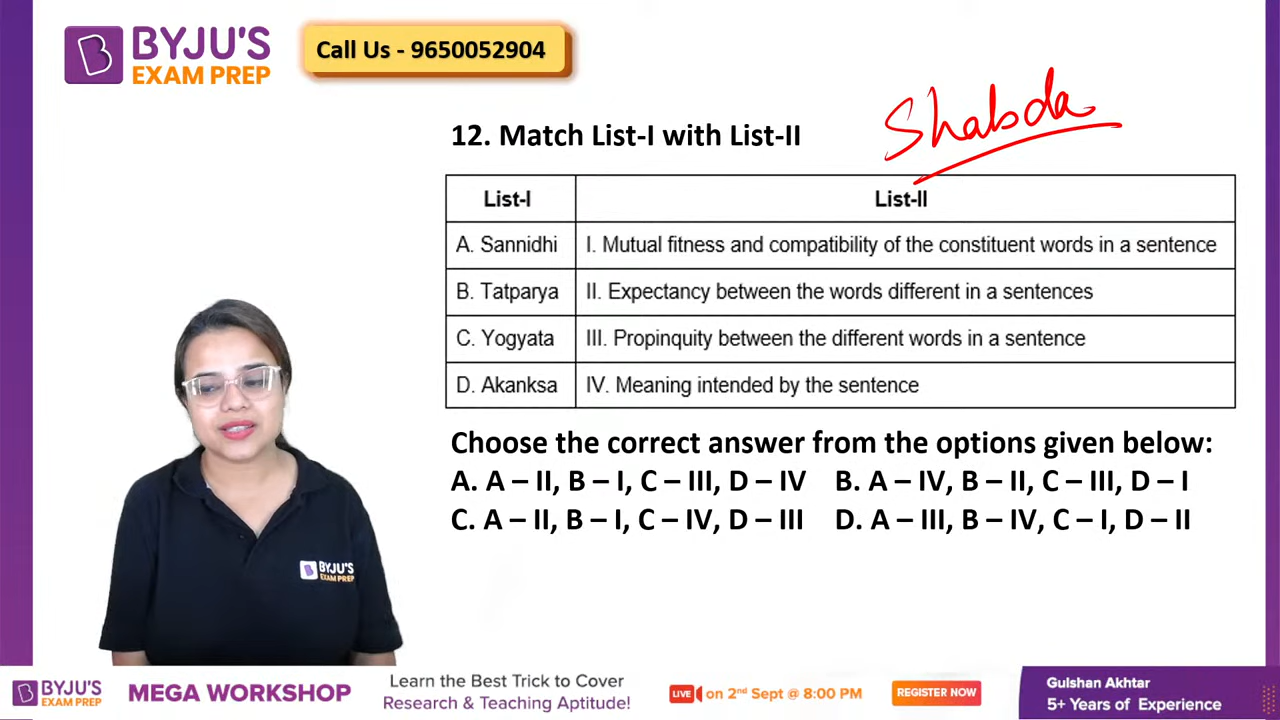 BYJU'S
EXAM PREP
Call Us - 9650052904
Shabda
12. Match List-I with List-II
List-I List-II
A. Sannidhi I. Mutual fitness and compatibility of the constituent words in a sentence
B. Tatparya II. Expectancy between the words different in a sentences
C. Yogyata III. Propinquity between the different words in a sentence
D. Akanksa IV. Meaning intended by the sentence
Choose the correct answer from the options given below:
A. A – II, B – I, C – III, D – IV B. A – IV, B – II, C – III, D – I
C. A – II, B – I, C – IV, D – III D. A – III, B – IV, C – I, D – II
BYJU'S
EXAM PREP
BYJU'S
EXAM PREP
MEGA WORKSHOP
Learn the Best Trick to Cover
Research & Teaching Aptitude!
LIVE on 2nd Sept @ 8:00 PM
REGISTER NOW
Gulshan Akhtar
5+ Years of Experience